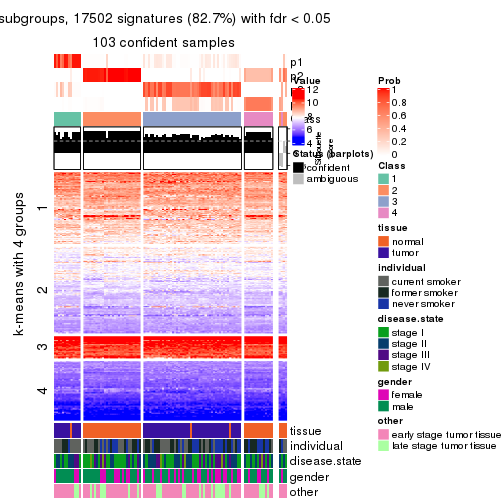 subgroups, 17502 signatures (82.7%) with fdr < 0.05
103 confident samples
p1
p2
k-means with 4 groups
1
2
3
4
tissue
individual
disease.state
gender
other
Value
12
10
8
6
4
Status (barplots)
confident
ambiguous
Silhouette
score
Prob
1
0.8
0.6
0.4
0.2
0
Class
1
2
3
4
tissue
normal
tumor
individual
current smoker
former smoker
never smoker
disease.state
stage I
stage II
stage III
stage IV
gender
female
male
other
early stage tumor tissue
late stage tumor tissue